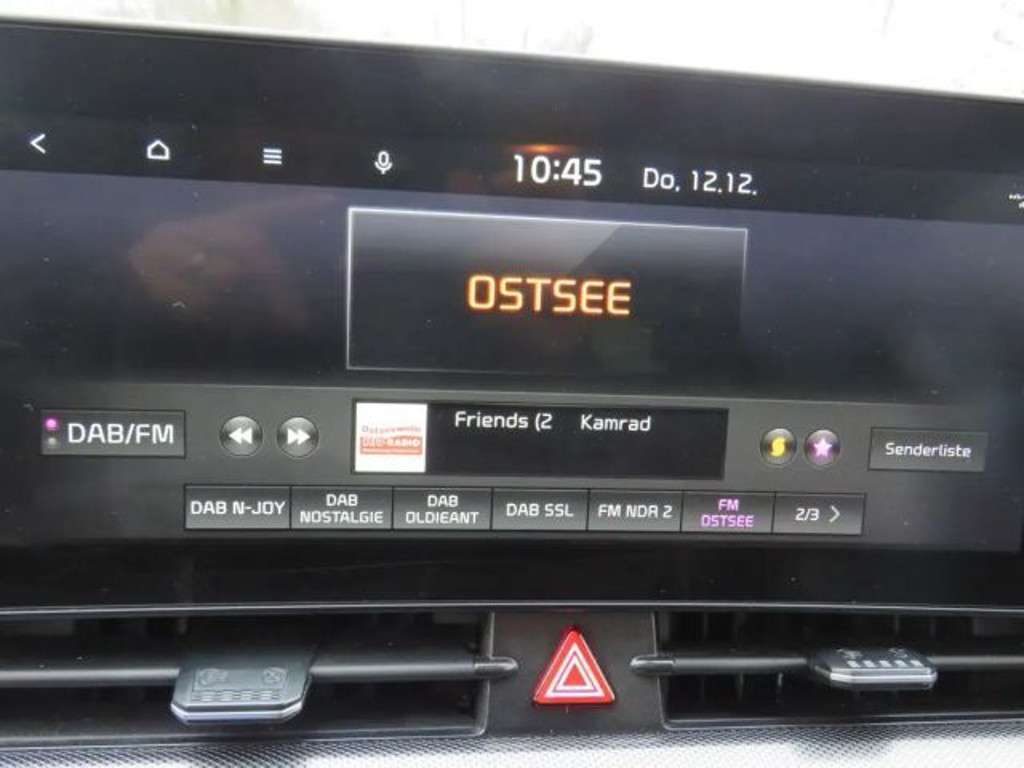 10:45 Do, 12.12.
OSTSEE
DAB/FM
Friends (2 Kamrad
Senderliste
DAB N-JOY
DAB
NOSTALGIE
DAB
OLDIEANT
DAB SSL
FM NDR 2
FM
OSTSEE
2/3